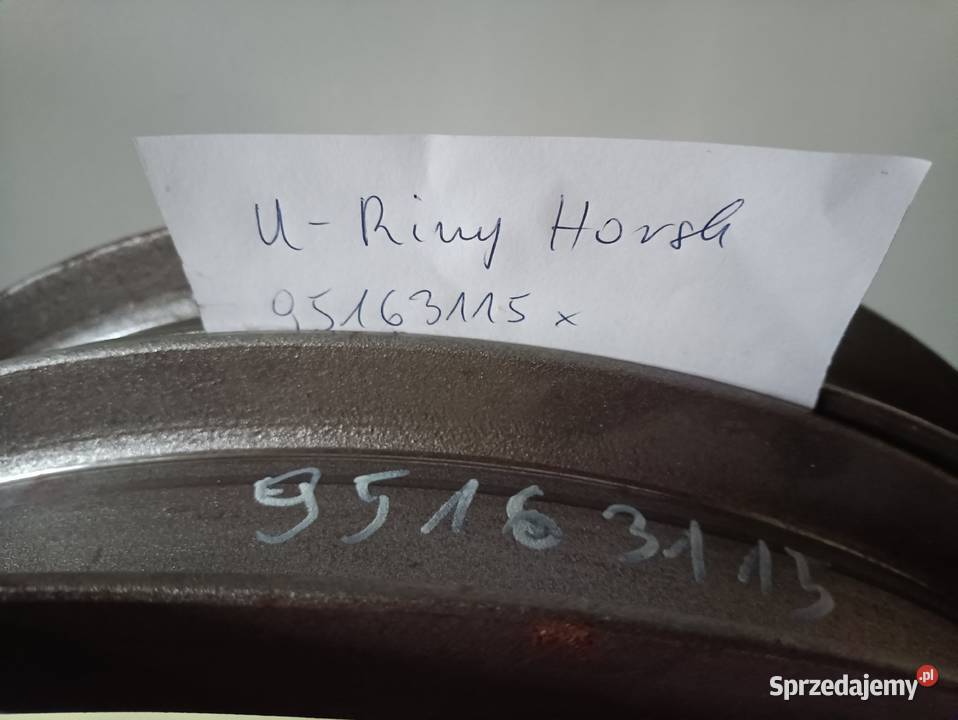 U-Ring Horsch
95163115 x
95163115
Sprzedajemy.pl